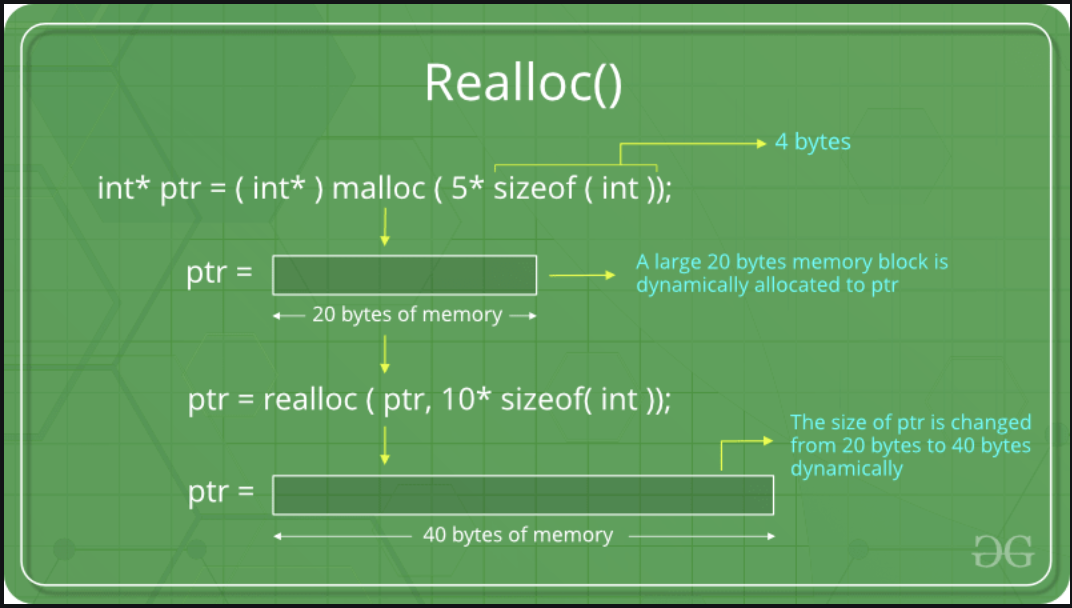 Realloc()
4 bytes
int* ptr = ( int* ) malloc ( 5* sizeof ( int ));
ptr =
A large 20 bytes memory block is
dynamically allocated to ptr
20 bytes of memory
ptr = realloc ( ptr, 10* sizeof( int ));
The size of ptr is changed
from 20 bytes to 40 bytes
dynamically
ptr =
40 bytes of memory